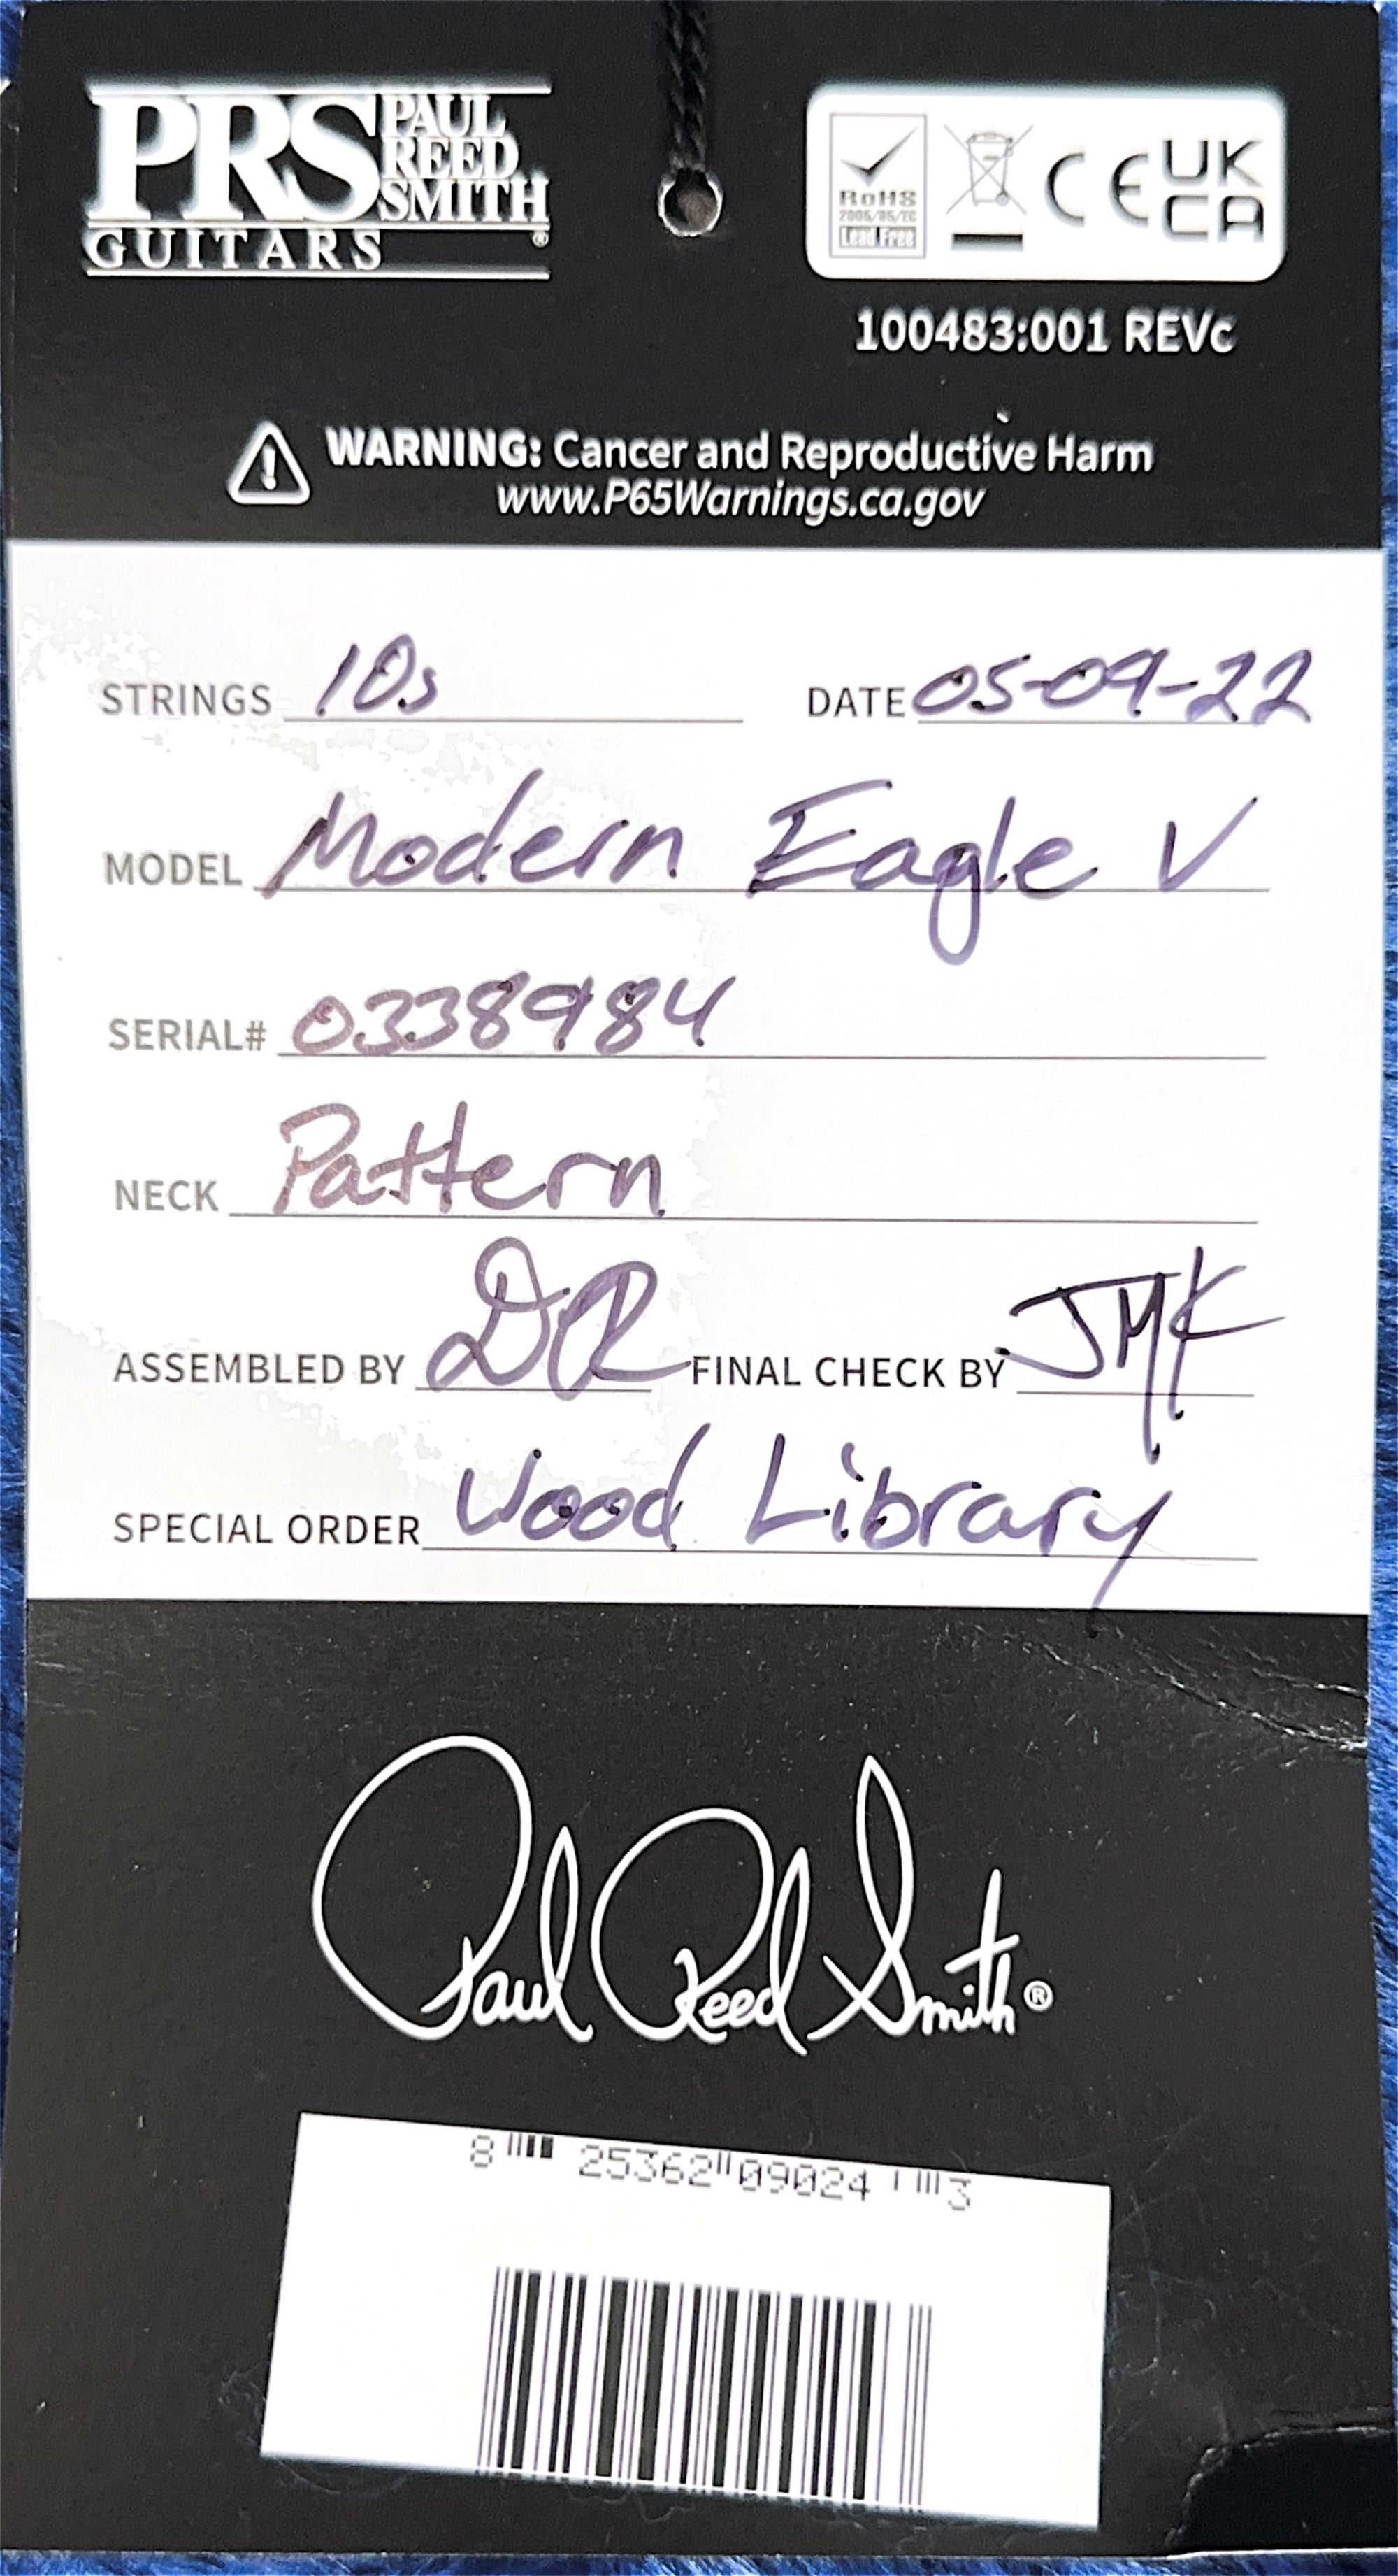 PRS PAUL
REED
SMITH
GUITARS®
RoHS
2005/95/EC
Lead Free
CE UK
CA
100483:001 REVc
WARNING: Cancer and Reproductive Harm
www.P65Warnings.ca.gov
STRINGS 10s DATE 05-09-22
MODEL Modern Eagle V
SERIAL# 0338984
NECK Pattern
ASSEMBLED BY DR FINAL CHECK BY JMK
SPECIAL ORDER Wood Library
Paul Reed Smith®
8 25362 09024 3